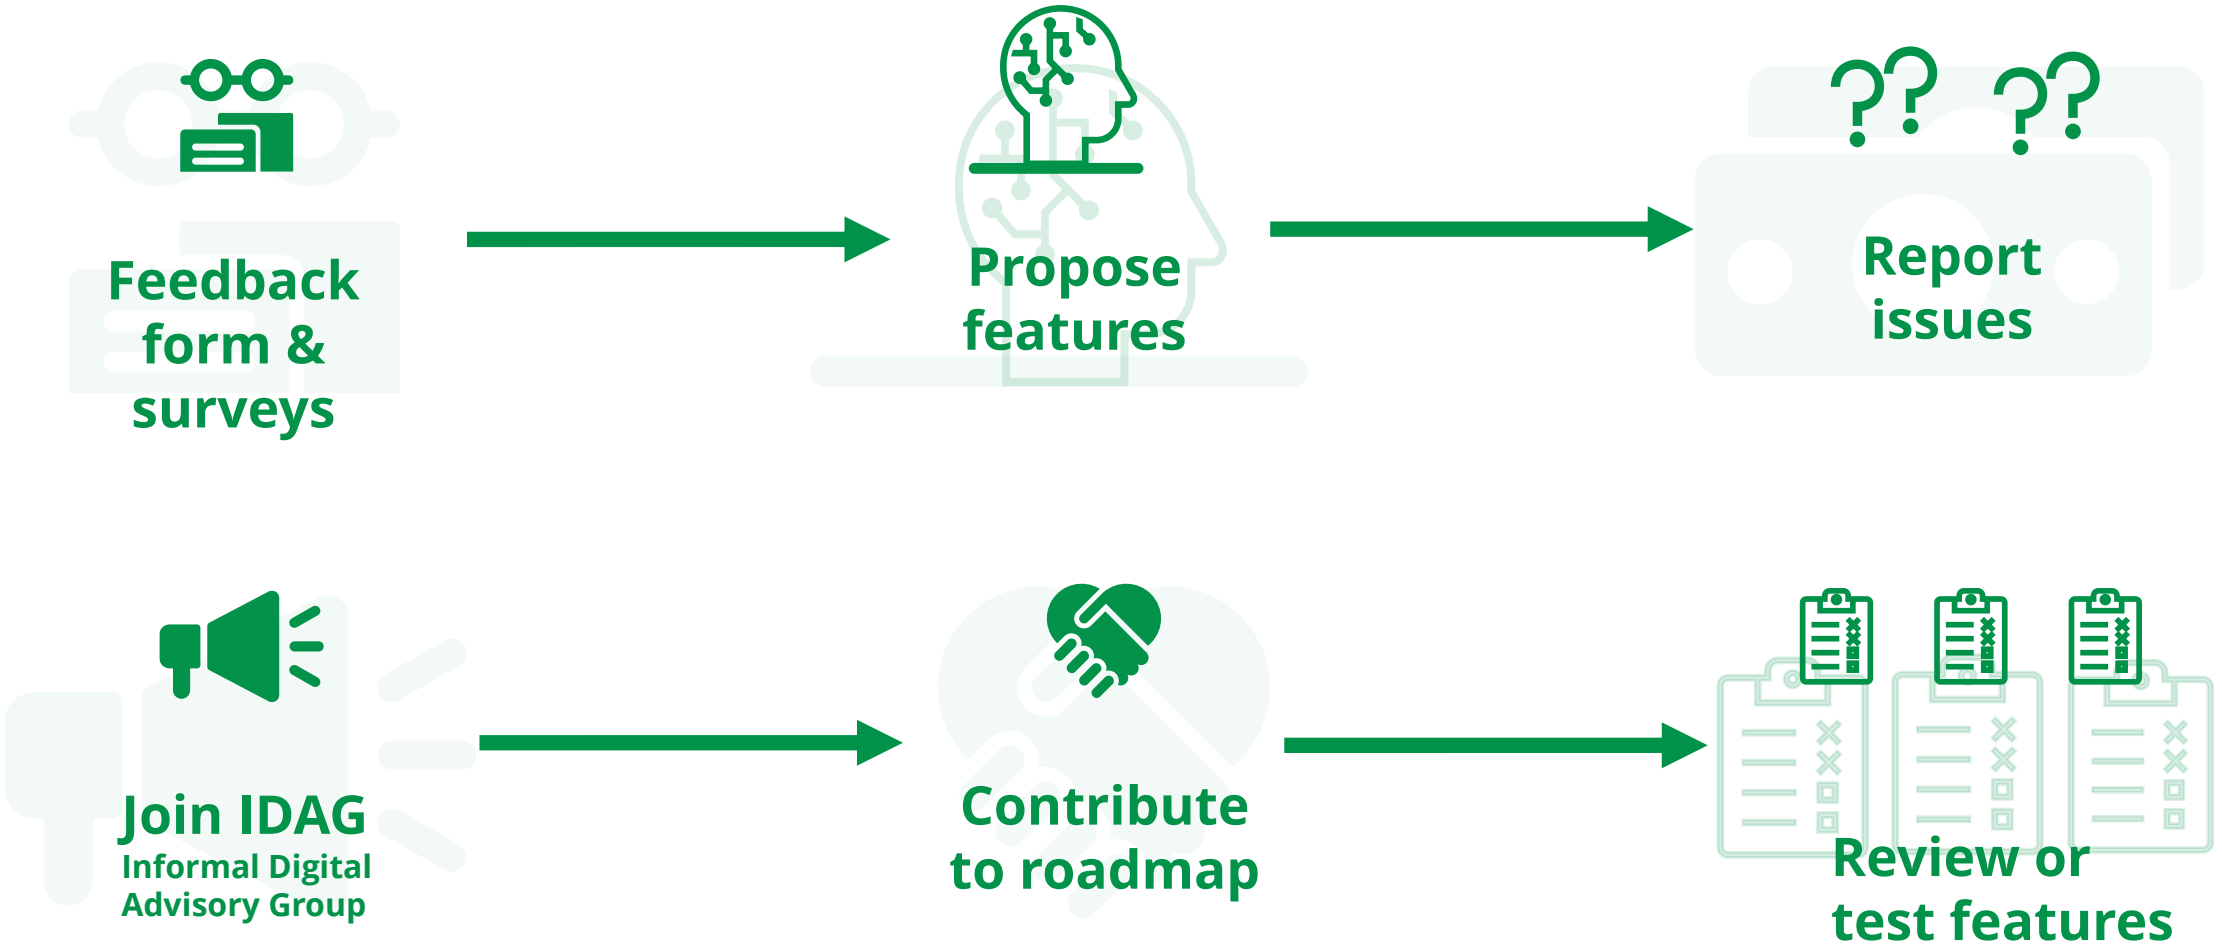 Feedback
form &
surveys
Propose
features
??
??
Report
issues
Join IDAG
Informal Digital
Advisory Group
Contribute
to roadmap
Review or
test features